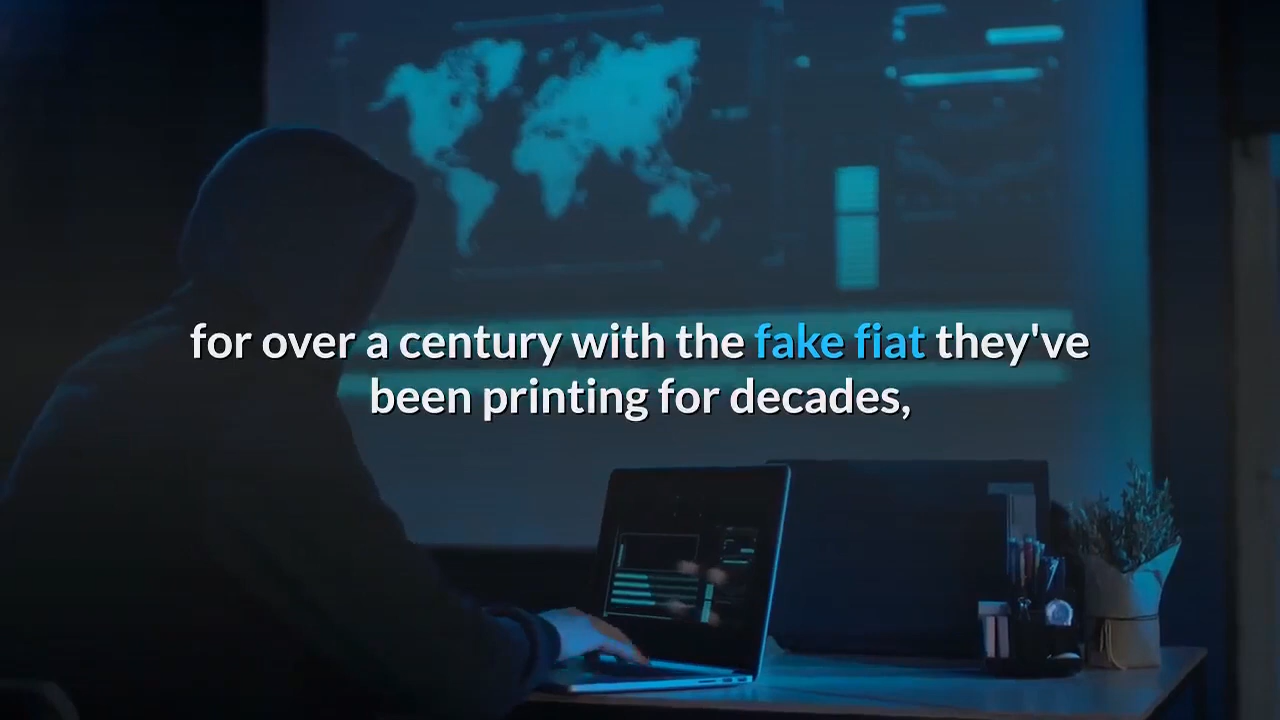 for over a century with the fake fiat they've
been printing for decades,